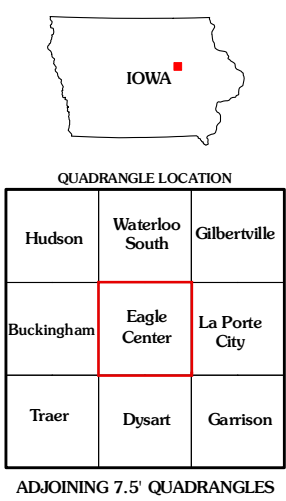 IOWA
QUADRANGLE LOCATION
Hudson
Waterloo
South
Gilbertville
Buckingham
Eagle
Center
La Porte
City
Traer
Dysart
Garrison
ADJOINING 7.5' QUADRANGLES